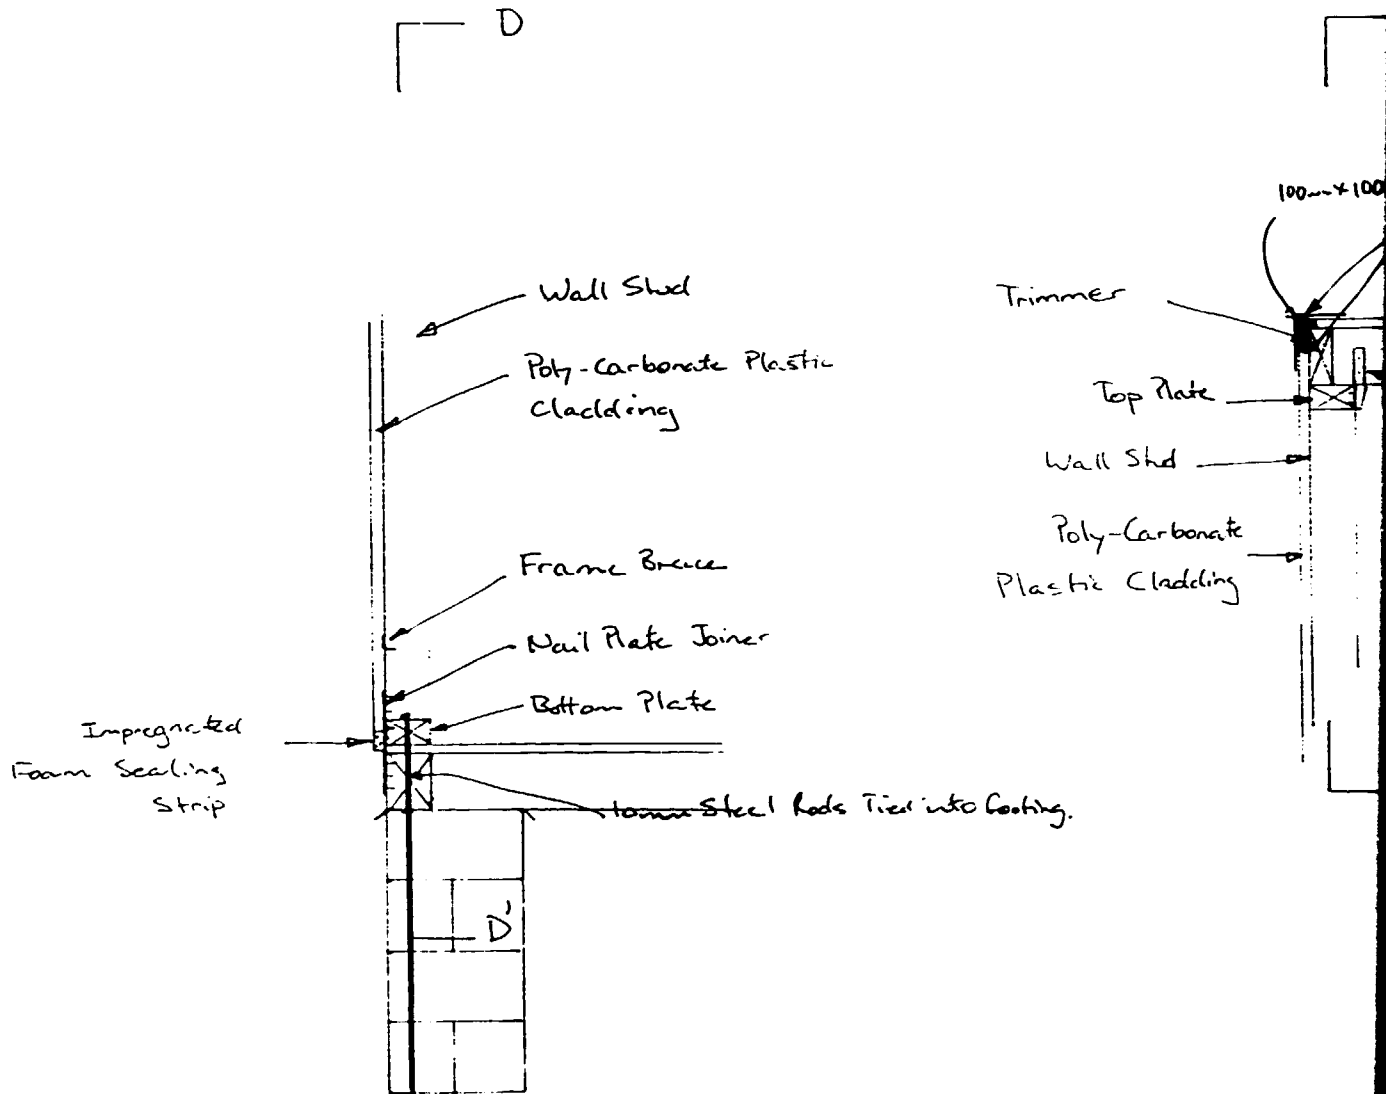 D
Wall Stud
Poly-Carbonate Plastic
Cladding
Frame Brace
Nail Plate Joiner
Bottom Plate
Impregnated
Foam Sealing
Strip
10mm Steel Rods Tied into footing.
D'
100mm x 100
Trimmer
Top Plate
Wall Stud
Poly-Carbonate
Plastic Cladding